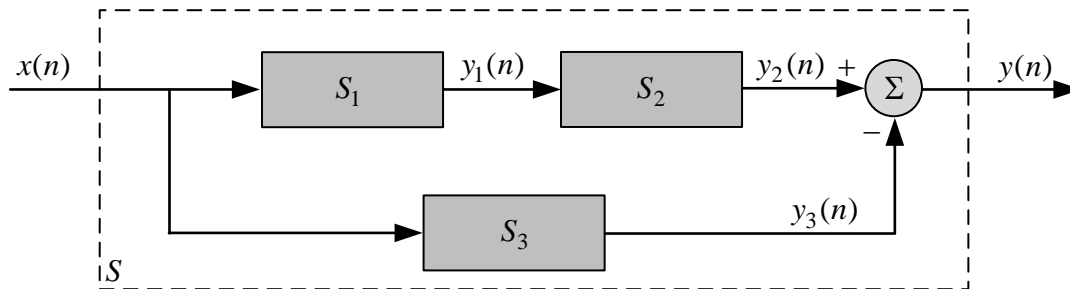 x(n)
S₁
y₁(n)
S₂
y₂(n)
+
Σ
y(n)
−
S₃
y₃(n)
S